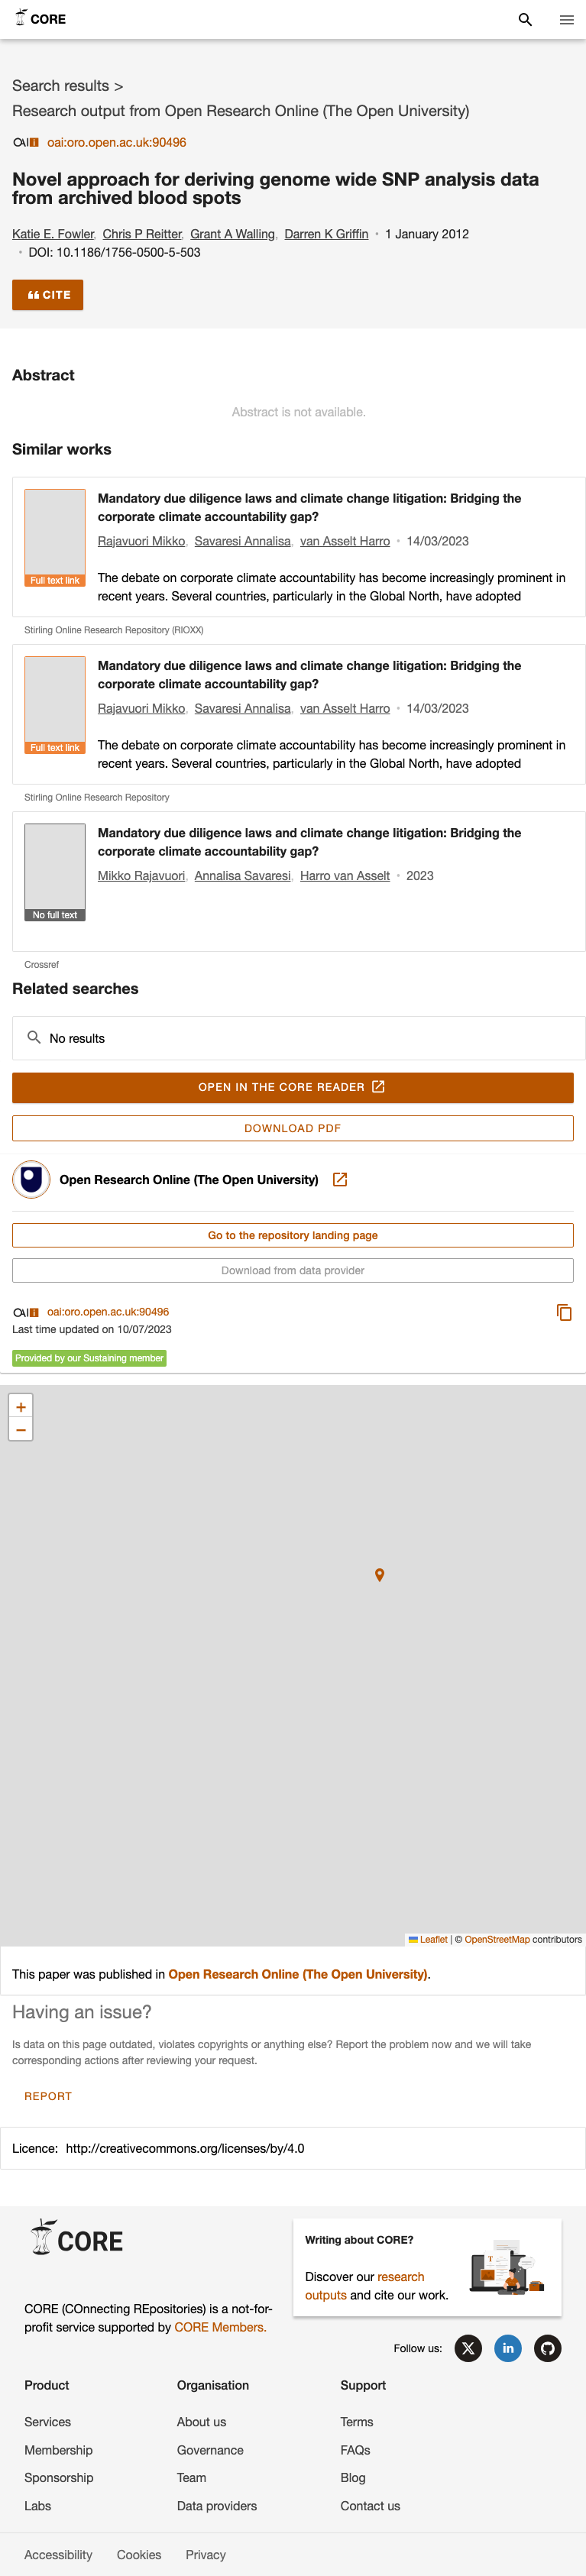 CORE
Search results >
Research output from Open Research Online (The Open University)
OAI oai:oro.open.ac.uk:90496
Novel approach for deriving genome wide SNP analysis data
from archived blood spots
Katie E. Fowler, Chris P Reitter, Grant A Walling, Darren K Griffin • 1 January 2012
• DOI: 10.1186/1756-0500-5-503
CITE
Abstract
Abstract is not available.
Similar works
Mandatory due diligence laws and climate change litigation: Bridging the
corporate climate accountability gap?
Rajavuori Mikko, Savaresi Annalisa, van Asselt Harro • 14/03/2023
The debate on corporate climate accountability has become increasingly prominent in
recent years. Several countries, particularly in the Global North, have adopted
Full text link
Stirling Online Research Repository (RIOXX)
Mandatory due diligence laws and climate change litigation: Bridging the
corporate climate accountability gap?
Rajavuori Mikko, Savaresi Annalisa, van Asselt Harro • 14/03/2023
The debate on corporate climate accountability has become increasingly prominent in
recent years. Several countries, particularly in the Global North, have adopted
Full text link
Stirling Online Research Repository
Mandatory due diligence laws and climate change litigation: Bridging the
corporate climate accountability gap?
Mikko Rajavuori, Annalisa Savaresi, Harro van Asselt • 2023
No full text
Crossref
Related searches
No results
OPEN IN THE CORE READER
DOWNLOAD PDF
Open Research Online (The Open University)
Go to the repository landing page
Download from data provider
OAI oai:oro.open.ac.uk:90496
Last time updated on 10/07/2023
Provided by our Sustaining member
+
−
Leaflet | © OpenStreetMap contributors
This paper was published in Open Research Online (The Open University).
Having an issue?
Is data on this page outdated, violates copyrights or anything else? Report the problem now and we will take
corresponding actions after reviewing your request.
REPORT
Licence: http://creativecommons.org/licenses/by/4.0
CORE
Writing about CORE?
Discover our research
outputs and cite our work.
CORE (COnnecting REpositories) is a not-for-
profit service supported by CORE Members.
Follow us:
Product
Services
Membership
Sponsorship
Labs
Organisation
About us
Governance
Team
Data providers
Support
Terms
FAQs
Blog
Contact us
Accessibility Cookies Privacy